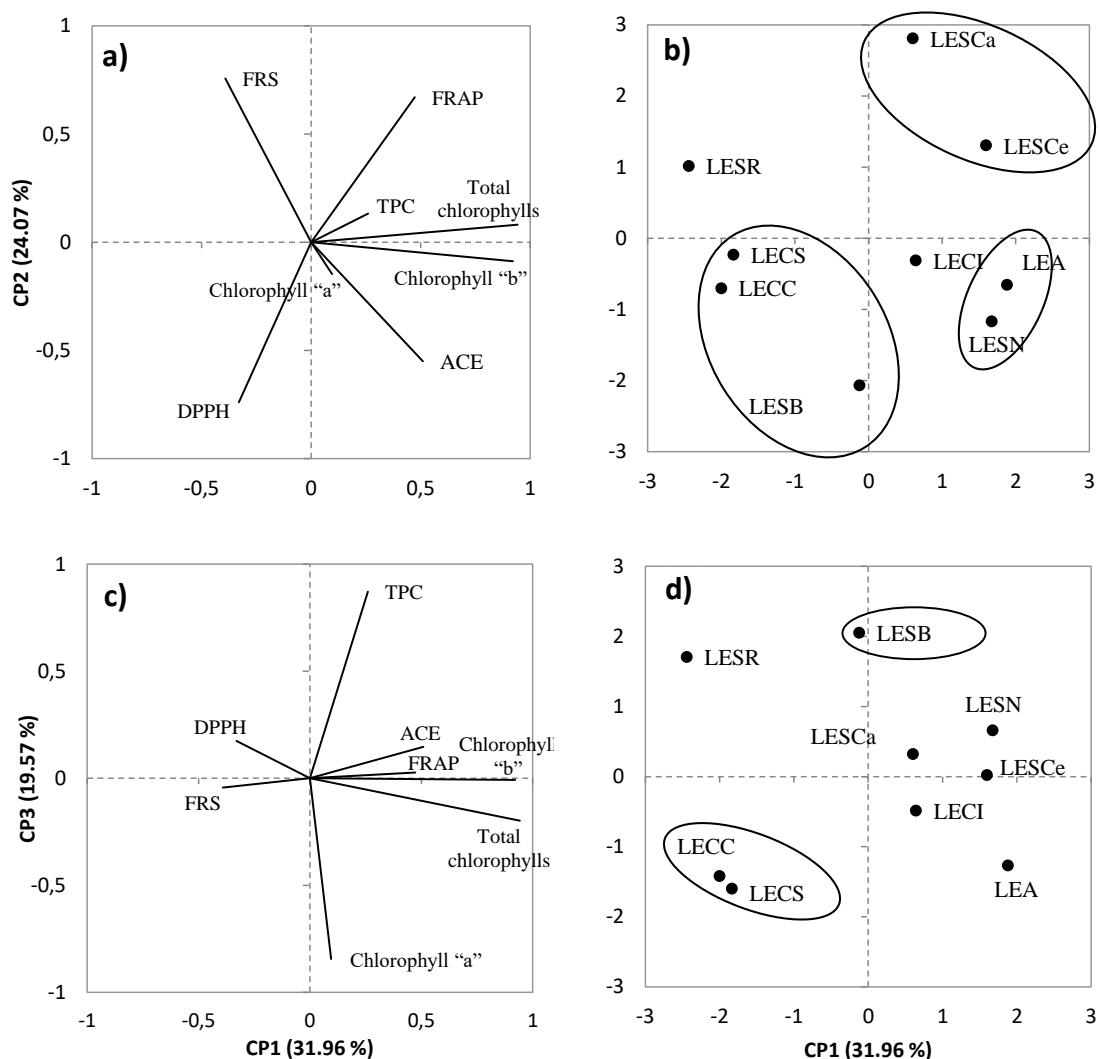 a)
1
0,5
0
-0,5
-1
CP2 (24.07 %)
FRS
FRAP
TPC
Total
chlorophylls
Chlorophyll "b"
Chlorophyll “a”
ACE
DPPH
-1
-0,5
0
0,5
1
b)
3
2
1
0
-1
-2
-3
LESCa
LESCe
LESR
LECS
LECC
LECI
LEA
LESN
LESB
-3
-2
-1
0
1
2
3
c)
1
0,5
0
-0,5
-1
CP3 (19.57 %)
TPC
DPPH
ACE
Chlorophyll
“b”
FRAP
FRS
Total
chlorophylls
Chlorophyll “a”
-1
-0,5
0
0,5
1
CP1 (31.96 %)
d)
3
2
1
0
-1
-2
-3
LESB
LESR
LESN
LESCa
LESCe
LECI
LECC
LECS
LEA
-3
-2
-1
0
1
2
3
CP1 (31.96 %)